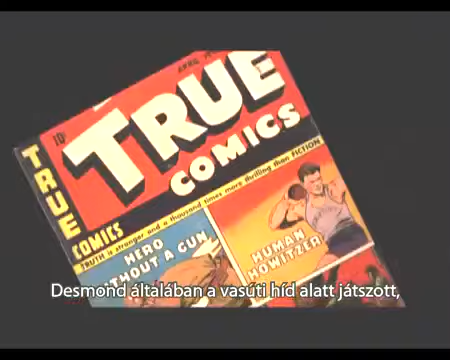 APRIL
10¢
TRUE
COMICS
TRUE
COMICS
TRUTH is stranger and a thousand times more thrilling than FICTION
HERO
WITHOUT A GUN
HUMAN
HOWITZER
Desmond általában a vasúti híd alatt játszott,